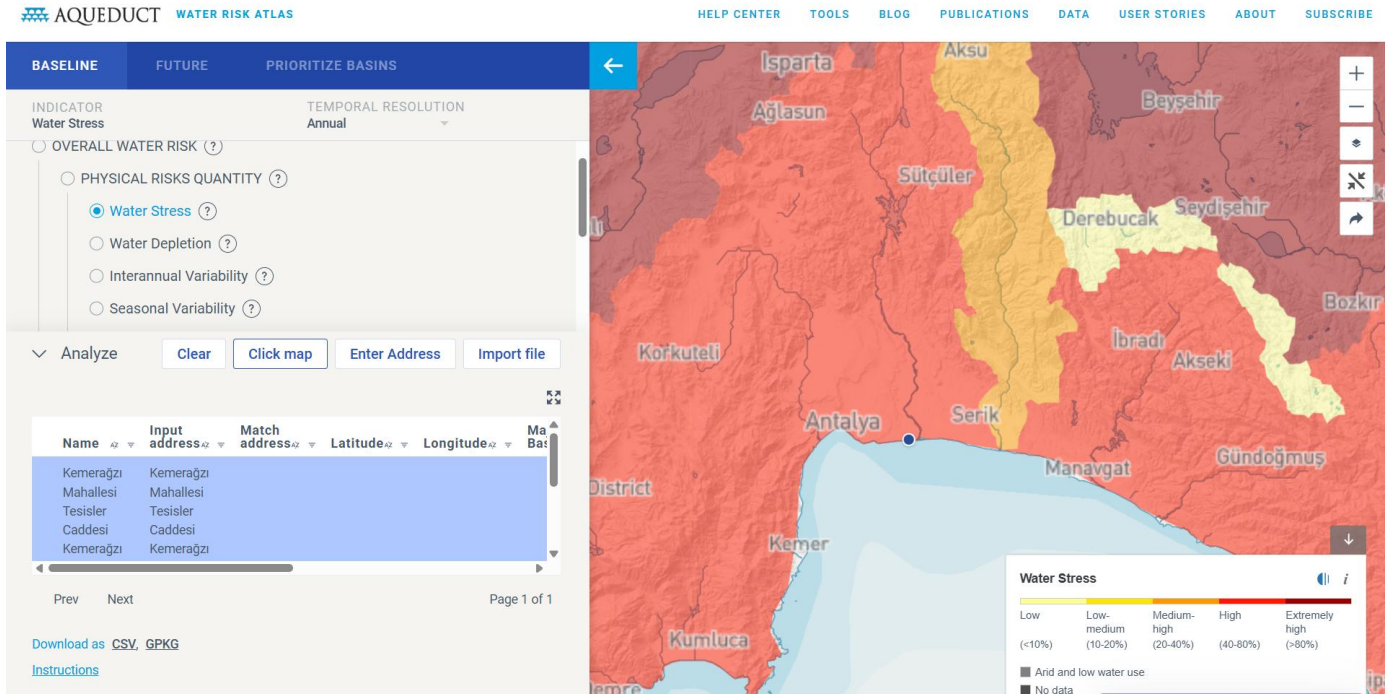 AQUEDUCT WATER RISK ATLAS
HELP CENTER TOOLS BLOG PUBLICATIONS DATA USER STORIES ABOUT SUBSCRIBE
BASELINE FUTURE PRIORITIZE BASINS
INDICATOR
Water Stress
TEMPORAL RESOLUTION
Annual
OVERALL WATER RISK ?
PHYSICAL RISKS QUANTITY ?
Water Stress ?
Water Depletion ?
Interannual Variability ?
Seasonal Variability ?
Analyze Clear Click map Enter Address Import file
Name Input address Match address Latitude Longitude
Kemerağzı Kemerağzı
Mahallesi Mahallesi
Tesisler Tesisler
Caddesi Caddesi
Kemerağzı Kemerağzı
Prev Next Page 1 of 1
Download as CSV, GPKG
Instructions
Aksu
Isparta
Beyşehir
Ağlasun
Sütçüler
Derebucak
Seydişehir
Bozkır
İbradı
Korkuteli
Akseki
Antalya
Serik
Gündoğmuş
Manavgat
District
Kemer
Kumluca
Demre
Water Stress i
Low Low-medium Medium-high High Extremely high
(<10%) (10-20%) (20-40%) (40-80%) (>80%)
Arid and low water use
No data